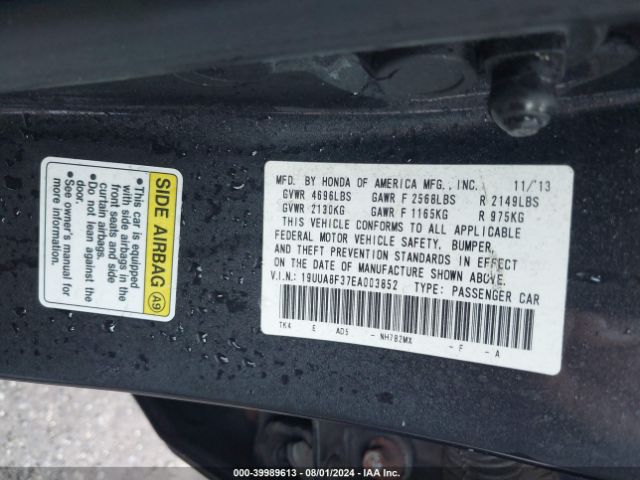 SIDE AIRBAG A9
• This car is equipped
with side airbags in the
front seats and side
curtain airbags.
• Do not lean against the
door.
• See owner's manual for
more information.
MFD. BY HONDA OF AMERICA MFG., INC. 11/13
GVWR 4696LBS GAWR F 2568LBS R 2149LBS
GVWR 2130KG GAWR F 1165KG R 975KG
THIS VEHICLE CONFORMS TO ALL APPLICABLE
FEDERAL MOTOR VEHICLE SAFETY, BUMPER,
AND THEFT PREVENTION STANDARDS IN EFFECT
ON THE DATE OF MANUFACTURE SHOWN ABOVE.
V.I.N.: 19UUA8F37EA003852 TYPE: PASSENGER CAR
TK4 E AD5 - NH782MX - F - A
000-39989613 - 08/01/2024 - IAA Inc.